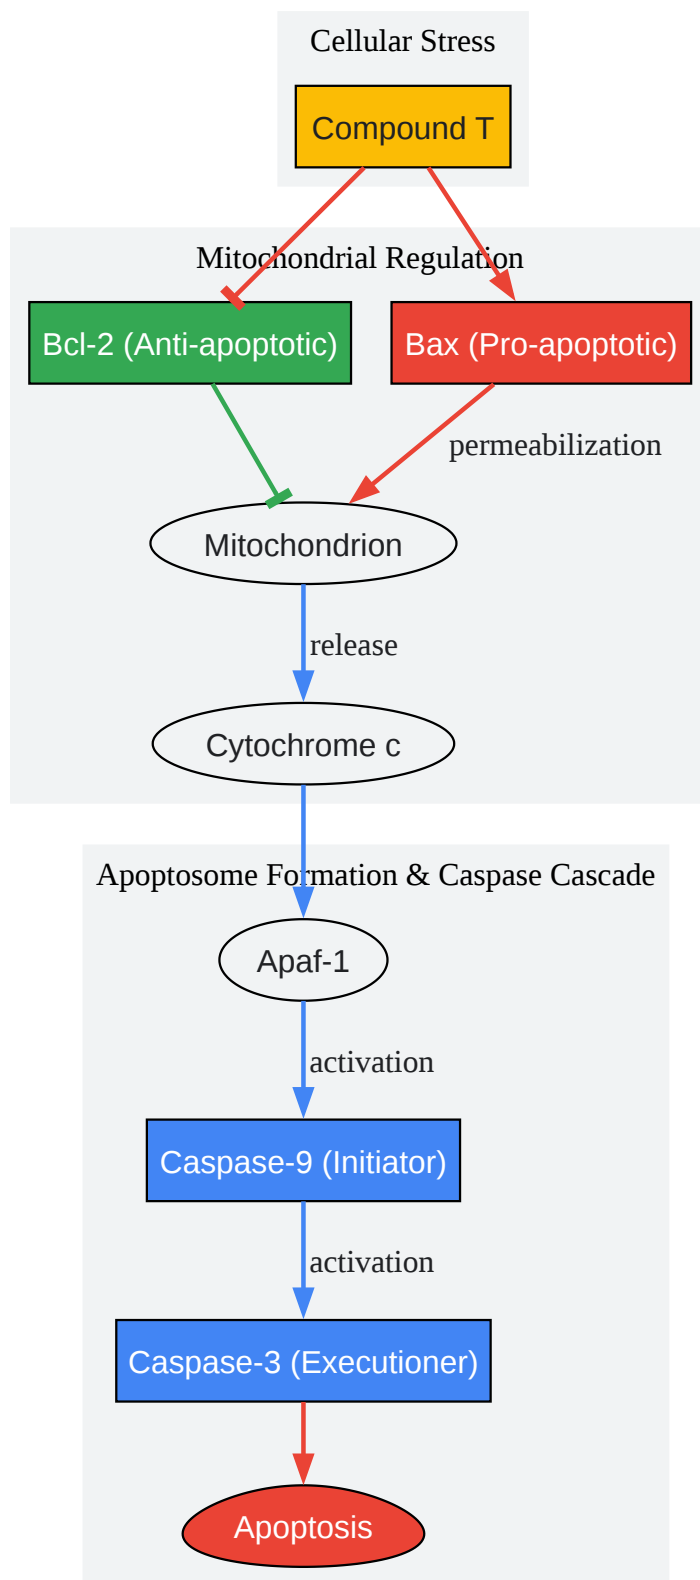 Cellular Stress
Compound T
Mitochondrial Regulation
Bcl-2 (Anti-apoptotic)
Bax (Pro-apoptotic)
permeabilization
Mitochondrion
release
Cytochrome c
Apoptosome Formation & Caspase Cascade
Apaf-1
activation
Caspase-9 (Initiator)
activation
Caspase-3 (Executioner)
Apoptosis